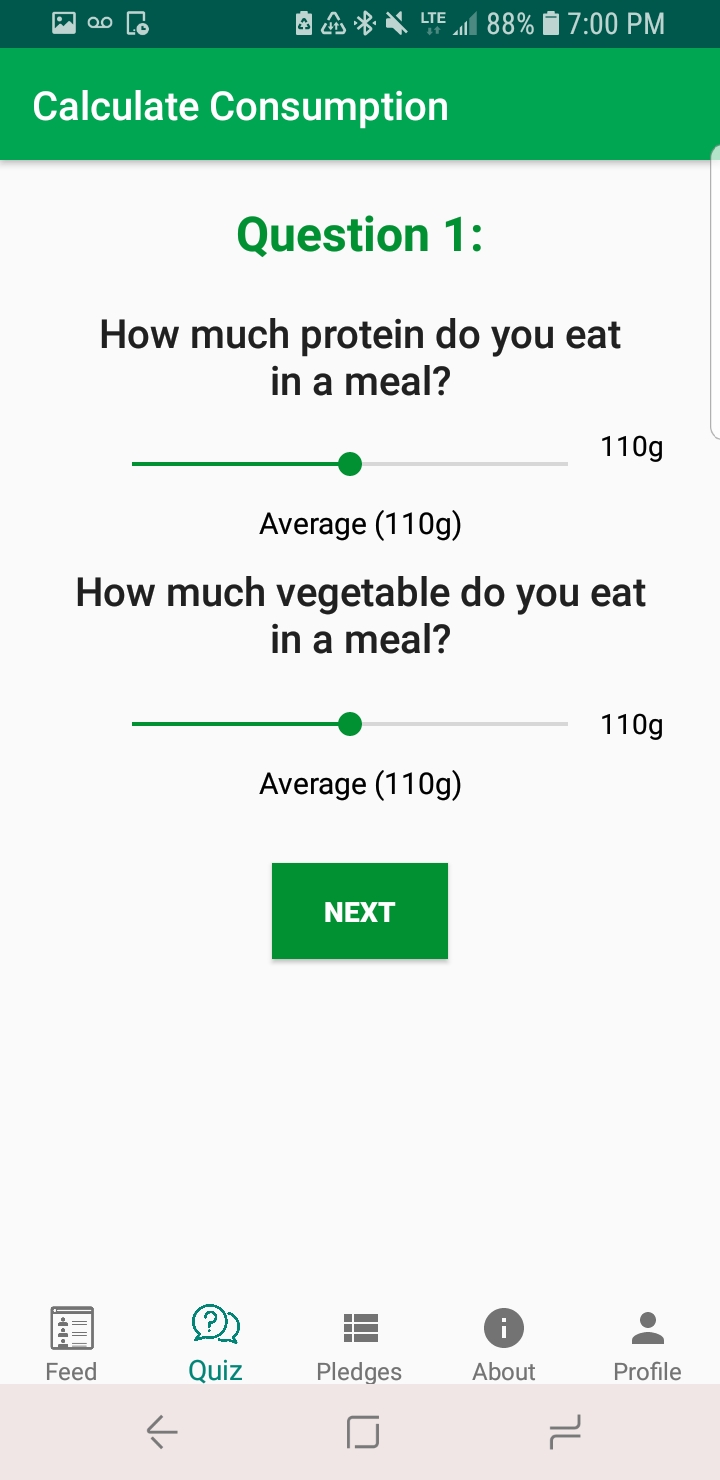 LTE 88% 7:00 PM
Calculate Consumption
Question 1:
How much protein do you eat
in a meal?
110g
Average (110g)
How much vegetable do you eat
in a meal?
110g
Average (110g)
NEXT
Feed Quiz Pledges About Profile